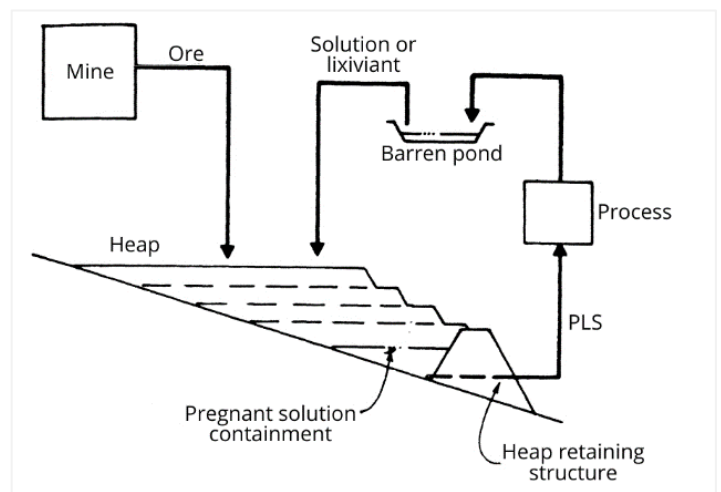 Mine
Ore
Solution or
lixiviant
Barren pond
Process
Heap
PLS
Pregnant solution
containment
Heap retaining
structure